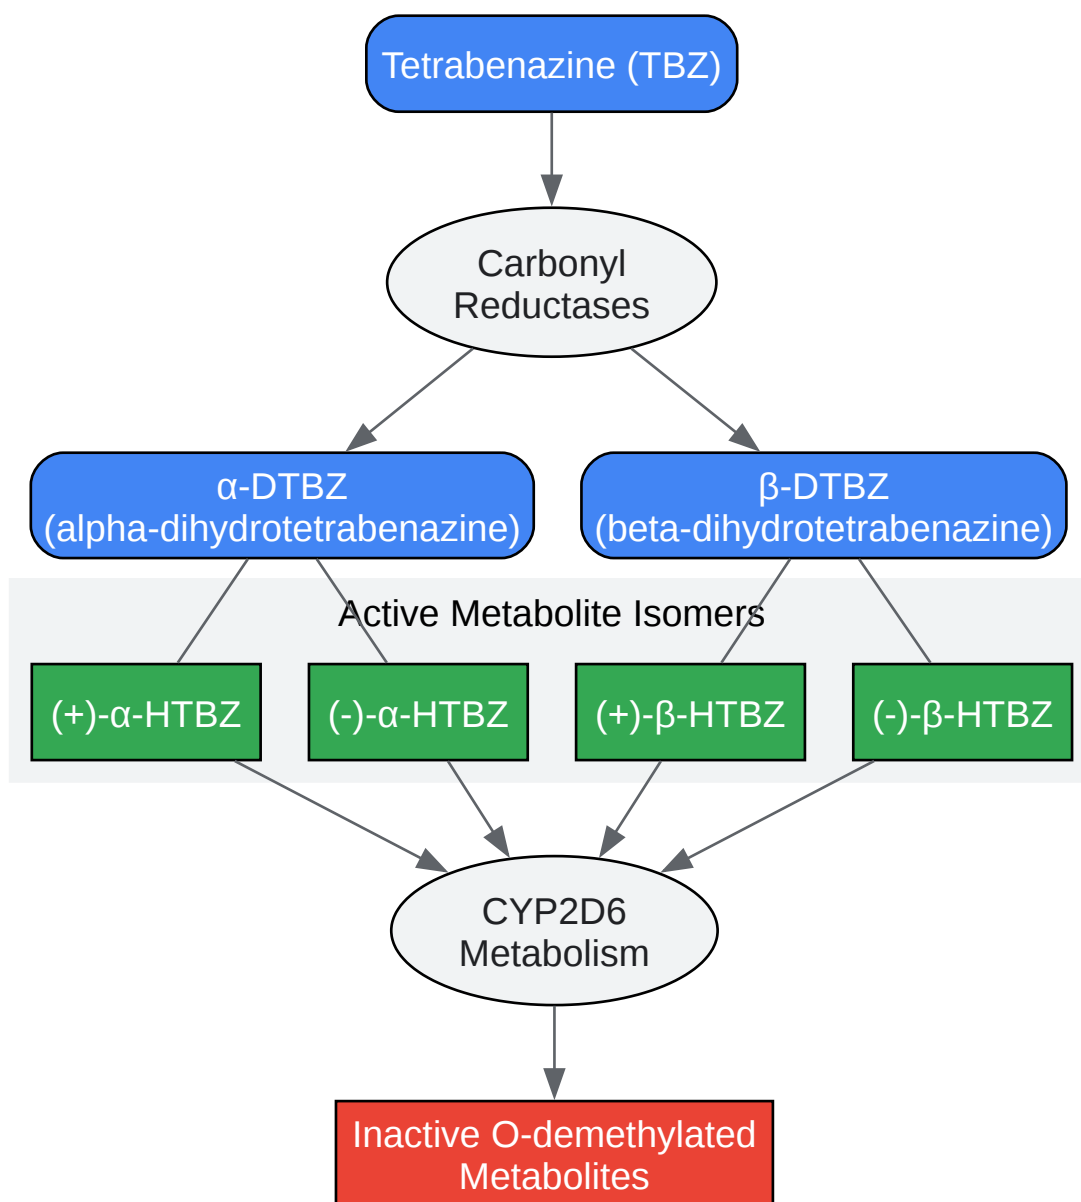 Tetrabenazine (TBZ)
Carbonyl
Reductases
α-DTBZ
(alpha-dihydrotetrabenazine)
β-DTBZ
(beta-dihydrotetrabenazine)
Active Metabolite Isomers
(+)-α-HTBZ
(-)-α-HTBZ
(+)-β-HTBZ
(-)-β-HTBZ
CYP2D6
Metabolism
Inactive O-demethylated
Metabolites